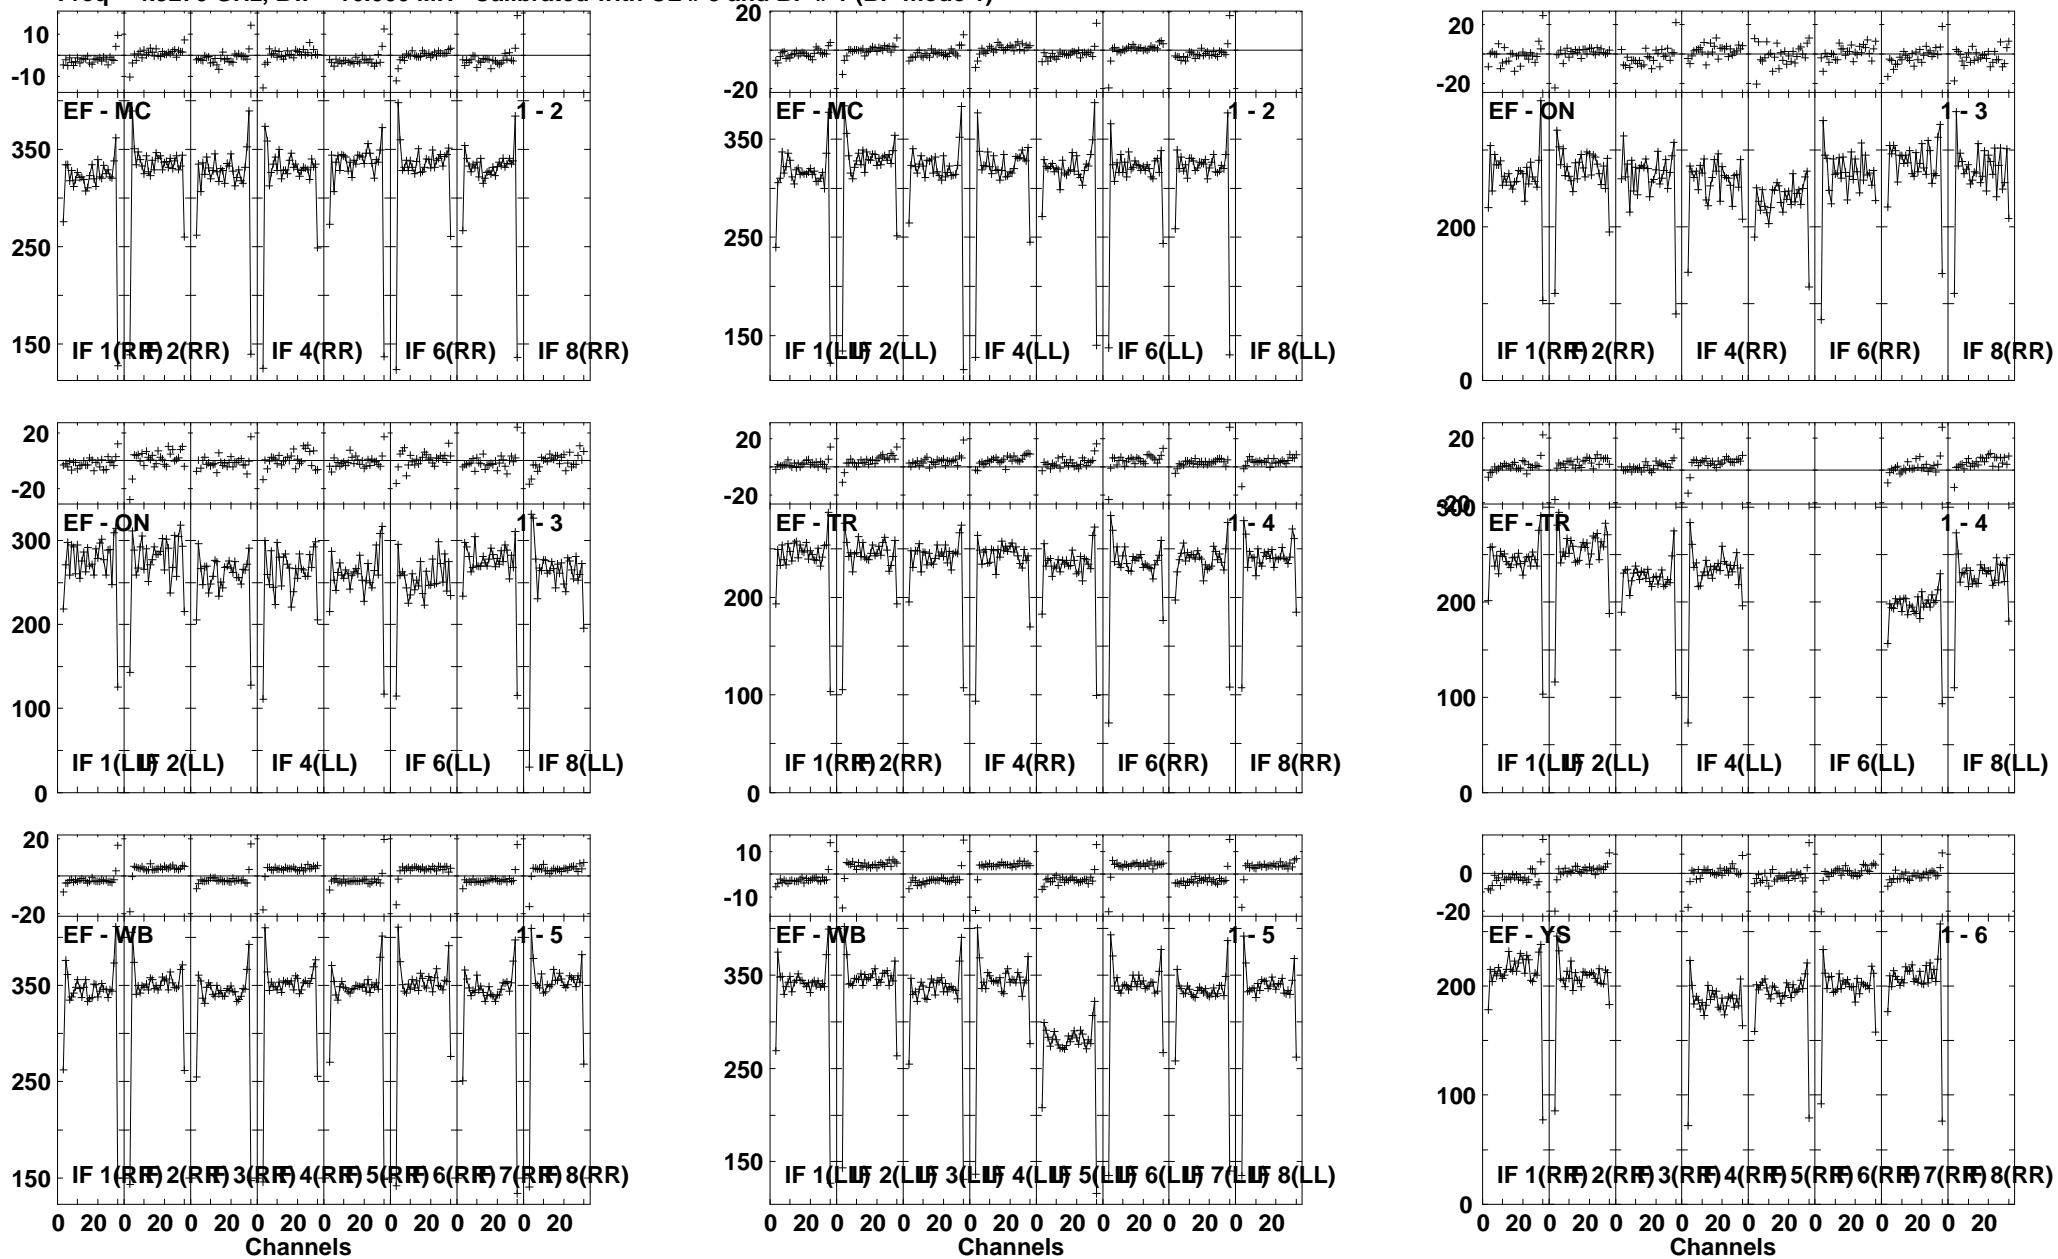 10
-10
EF - MC
1 - 2
350
250
150
IF 1(RR)
2(RR)
IF 4(RR)
IF 6(RR)
IF 8(RR)
20
-20
EF - MC
1 - 2
350
250
150
IF 1(LL)
IF 2(LL)
IF 4(LL)
IF 6(LL)
IF 8(LL)
20
-20
EF - ON
1 - 3
200
0
IF 1(RR)
2(RR)
IF 4(RR)
IF 6(RR)
IF 8(RR)
20
-20
EF - ON
1 - 3
300
200
100
0
IF 1(LL)
IF 2(LL)
IF 4(LL)
IF 6(LL)
IF 8(LL)
20
-20
EF - TR
1 - 4
200
100
0
IF 1(RR)
2(RR)
IF 4(RR)
IF 6(RR)
IF 8(RR)
20
-20
300
EF - TR
1 - 4
200
100
0
IF 1(LL)
IF 2(LL)
IF 4(LL)
IF 6(LL)
IF 8(LL)
20
-20
EF - WB
1 - 5
350
250
150
IF 1(RR)
2(RR)
3(RR)
4(RR)
5(RR)
6(RR)
7(RR)
8(RR)
0 20 0 20 0 20 0 20 0 20 0 20 0 20 0 20
Channels
10
-10
EF - WB
1 - 5
350
250
150
IF 1(LL)
IF 2(LL)
IF 3(LL)
IF 4(LL)
IF 5(LL)
IF 6(LL)
IF 7(LL)
IF 8(LL)
0 20 0 20 0 20 0 20 0 20 0 20 0 20 0 20
Channels
0
-20
EF - YS
1 - 6
200
100
0
IF 1(RR)
2(RR)
3(RR)
4(RR)
5(RR)
6(RR)
7(RR)
8(RR)
0 20 0 20 0 20 0 20 0 20 0 20 0 20 0 20
Channels